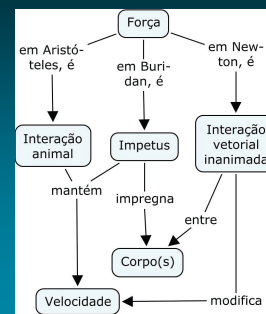 Força
em Aristó-
teles, é
em Buri-
dan, é
em New-
ton, é
Interação
animal
Impetus
Interação
vetorial
inanimada
mantém
impregna
entre
Corpo(s)
Velocidade
modifica